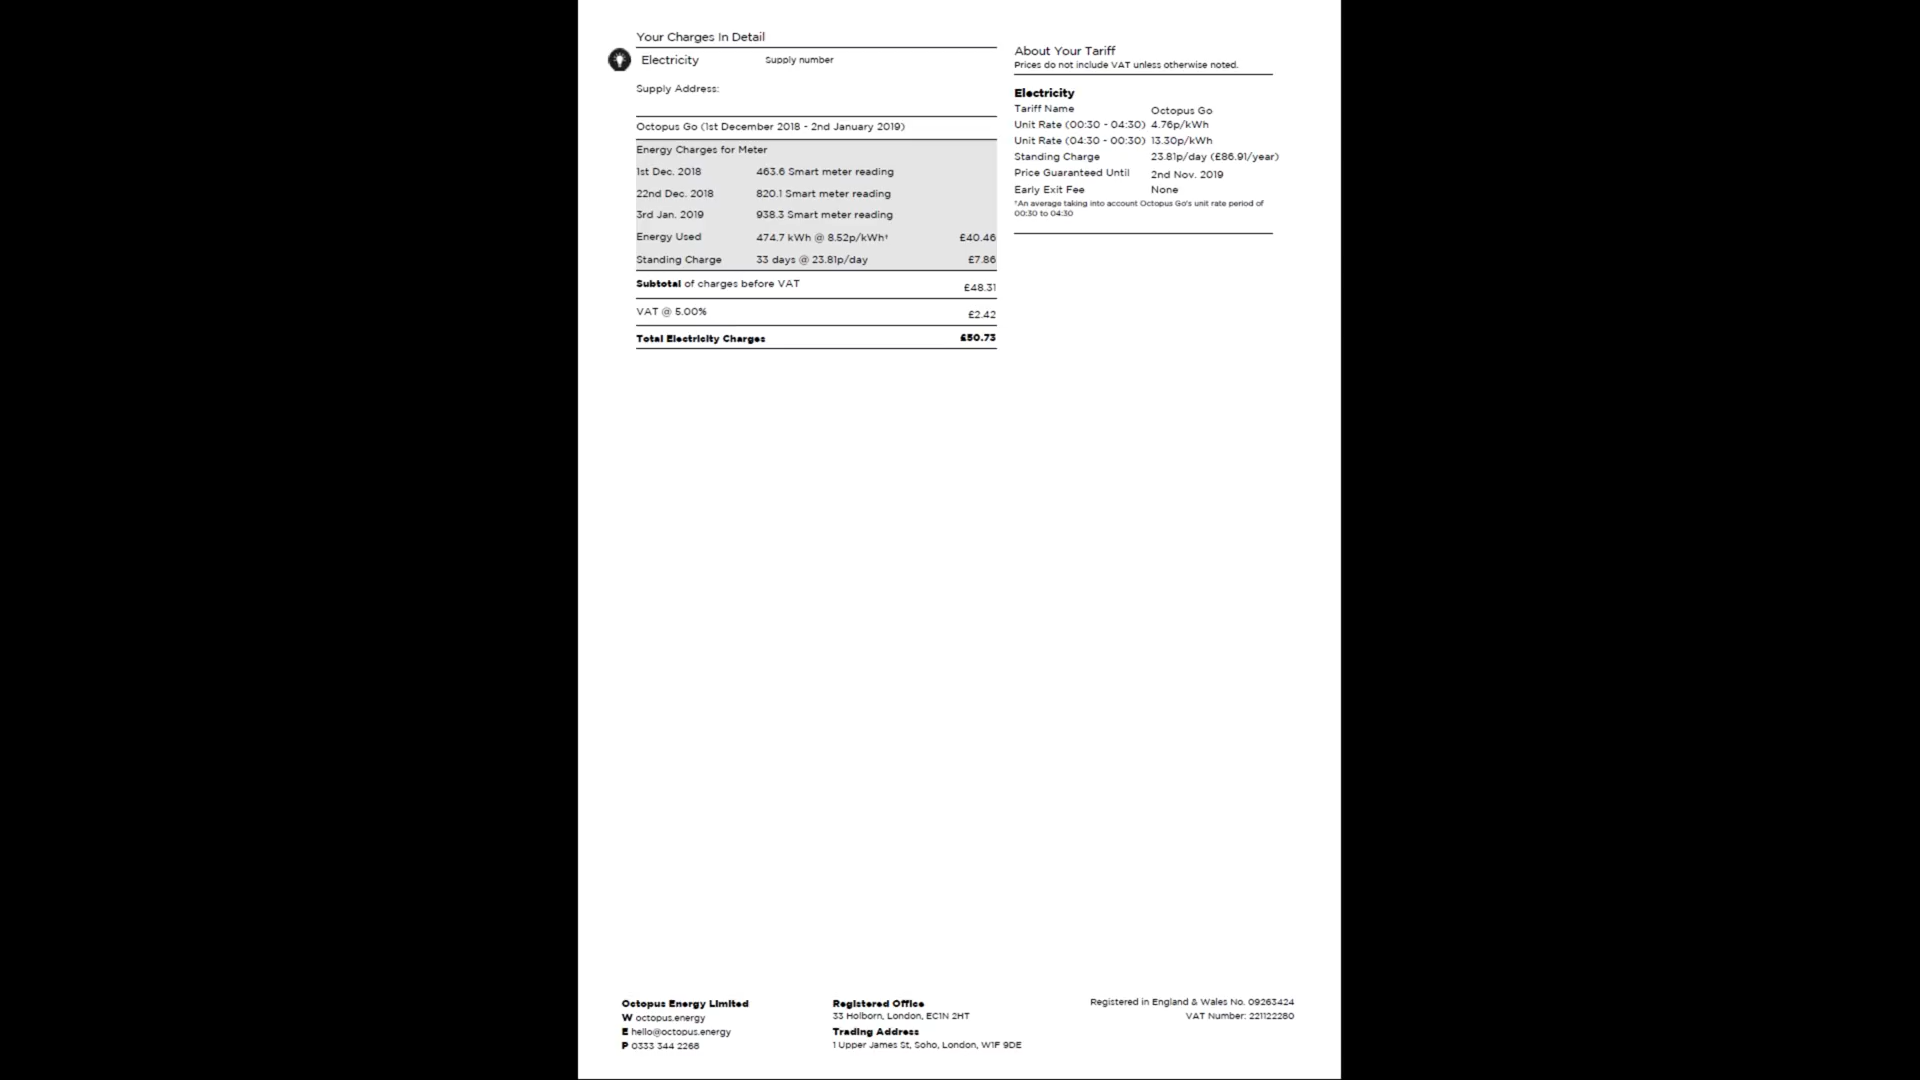 Your Charges In Detail
Electricity Supply number
Supply Address:
Octopus Go (1st December 2018 - 2nd January 2019)
Energy Charges for Meter
1st Dec. 2018 463.6 Smart meter reading
22nd Dec. 2018 820.1 Smart meter reading
3rd Jan. 2019 938.3 Smart meter reading
Energy Used 474.7 kWh @ 8.52p/kWh† £40.46
Standing Charge 33 days @ 23.81p/day £7.86
Subtotal of charges before VAT £48.31
VAT @ 5.00% £2.42
Total Electricity Charges £50.73
About Your Tariff
Prices do not include VAT unless otherwise noted.
Electricity
Tariff Name Octopus Go
Unit Rate (00:30 - 04:30) 4.76p/kWh
Unit Rate (04:30 - 00:30) 13.30p/kWh
Standing Charge 23.81p/day (£86.91/year)
Price Guaranteed Until 2nd Nov. 2019
Early Exit Fee None
†An average taking into account Octopus Go's unit rate period of
00:30 to 04:30
Octopus Energy Limited
W octopus.energy
E hello@octopus.energy
P 0333 344 2268
Registered Office
33 Holborn, London, EC1N 2HT
Trading Address
1 Upper James St, Soho, London, W1F 9DE
Registered in England & Wales No. 09263424
VAT Number: 221122280